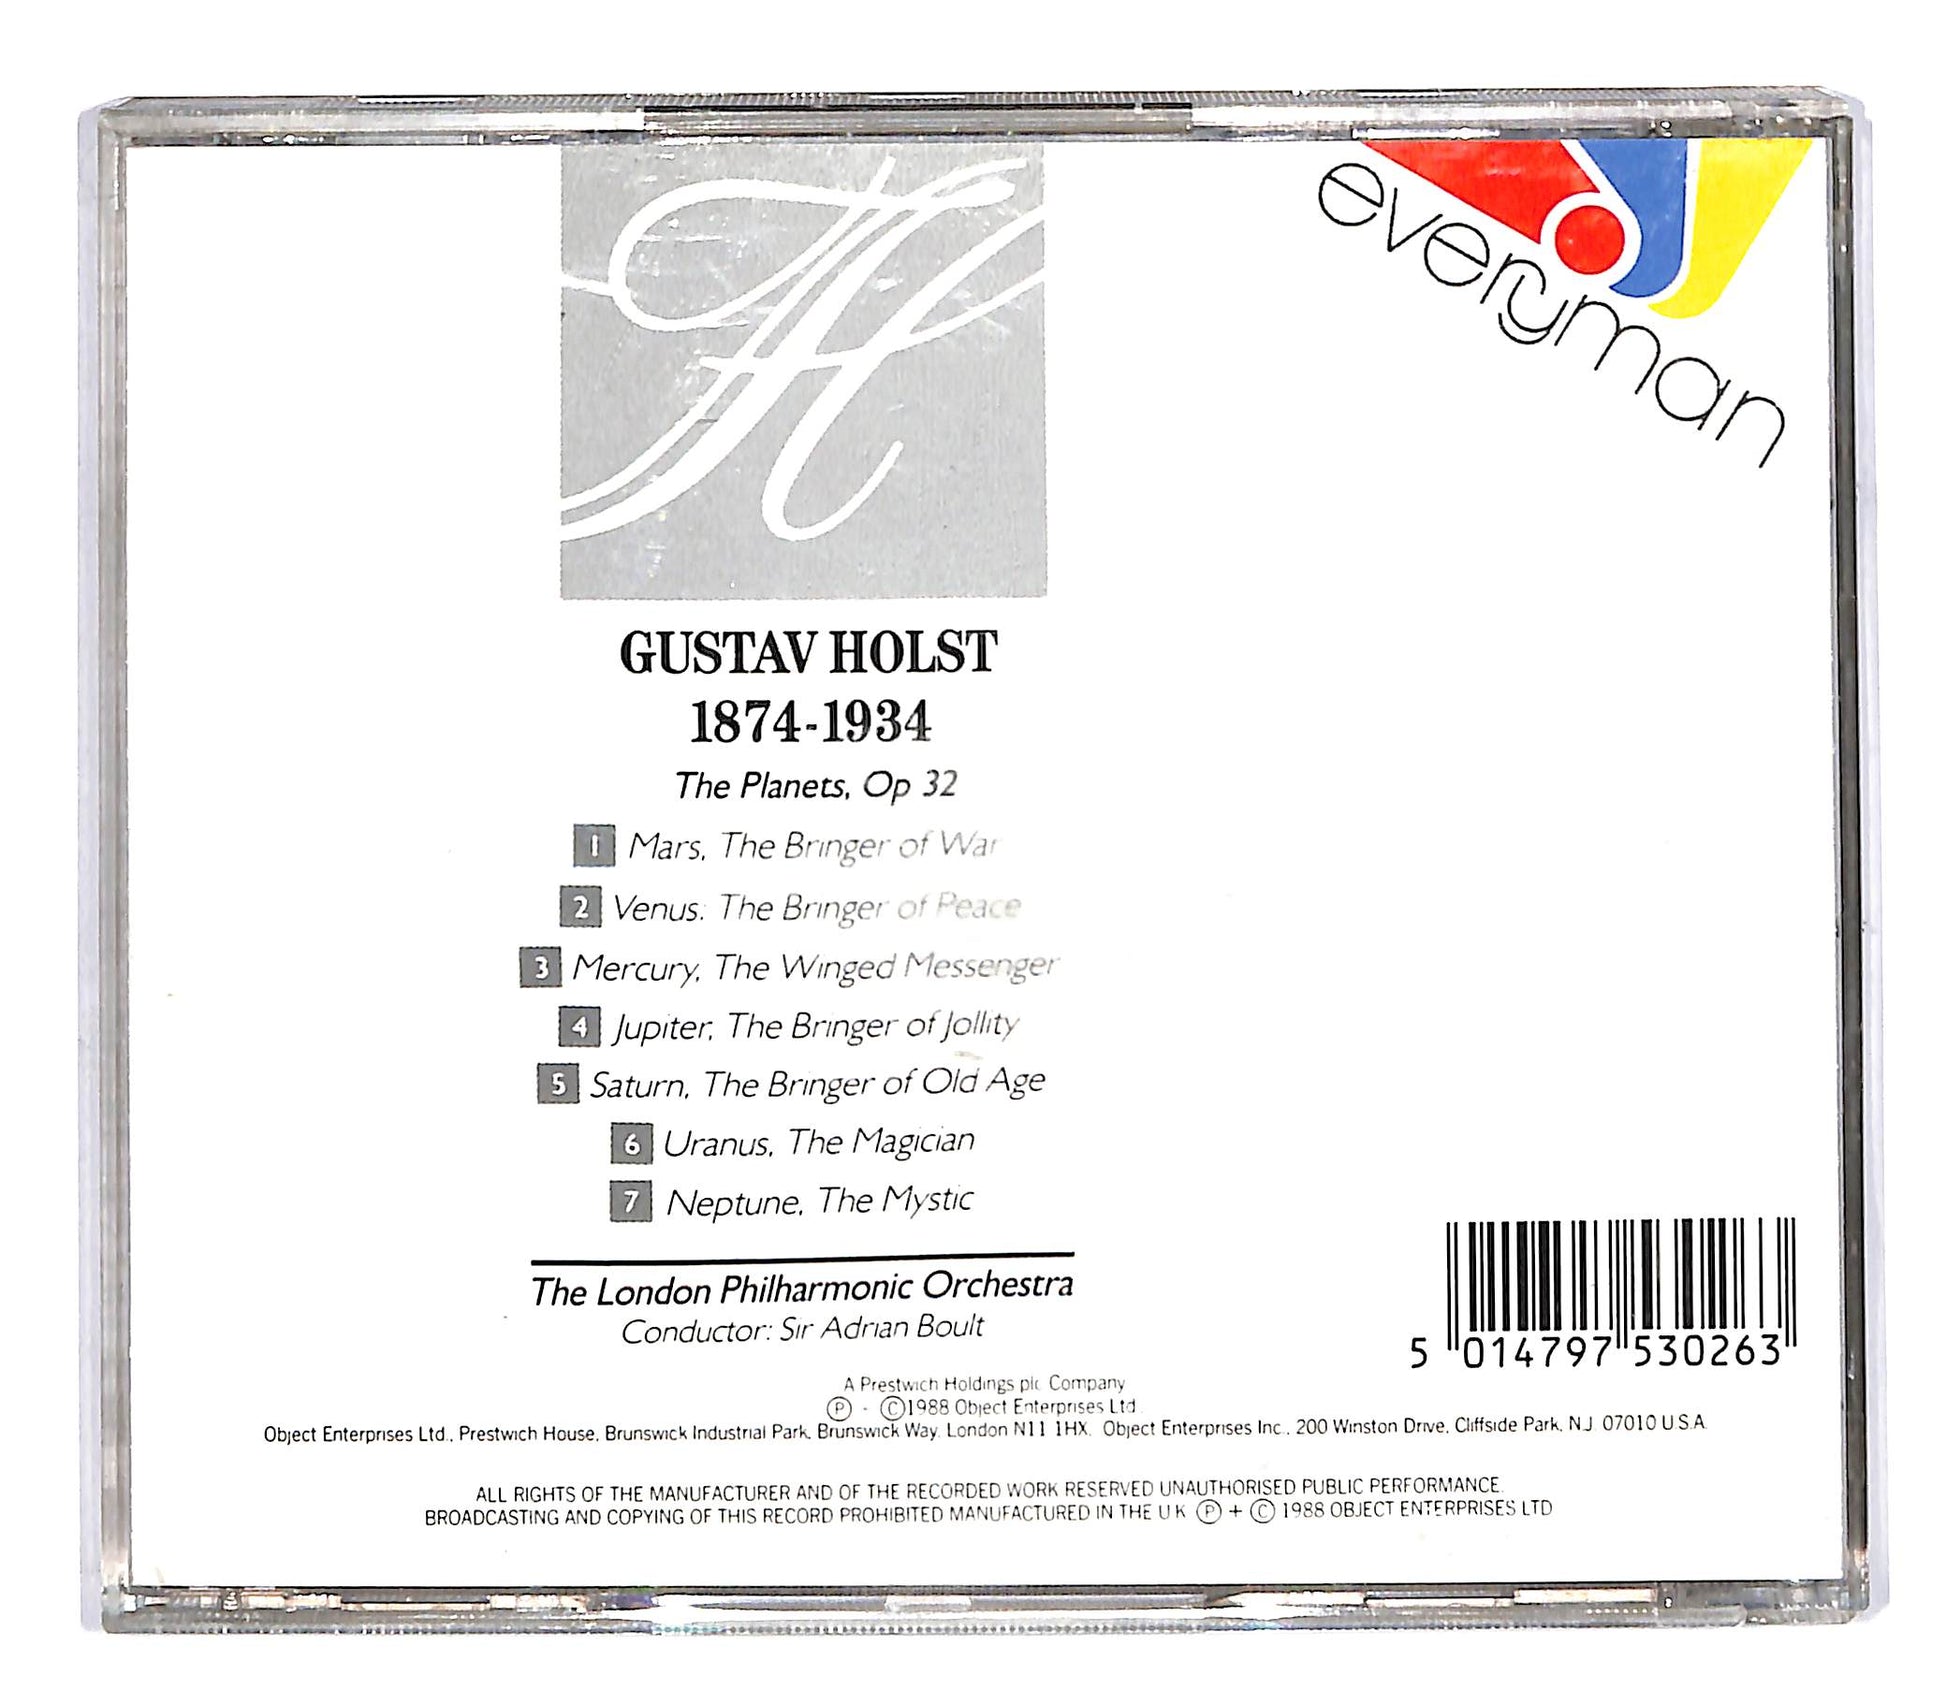 everyman
H
GUSTAV HOLST
1874-1934
The Planets, Op 32
1 Mars, The Bringer of War
2 Venus: The Bringer of Peace
3 Mercury, The Winged Messenger
4 Jupiter, The Bringer of Jollity
5 Saturn, The Bringer of Old Age
6 Uranus, The Magician
7 Neptune, The Mystic
The London Philharmonic Orchestra
Conductor: Sir Adrian Boult
5 014797 530263
A Prestwich Holdings plc Company
Ⓟ - ©1988 Object Enterprises Ltd.
Object Enterprises Ltd., Prestwich House, Brunswick Industrial Park, Brunswick Way, London N11 1HX. Object Enterprises Inc., 200 Winston Drive, Cliffside Park, N.J. 07010 U.S.A.
ALL RIGHTS OF THE MANUFACTURER AND OF THE RECORDED WORK RESERVED UNAUTHORISED PUBLIC PERFORMANCE.
BROADCASTING AND COPYING OF THIS RECORD PROHIBITED MANUFACTURED IN THE U K Ⓟ + © 1988 OBJECT ENTERPRISES LTD